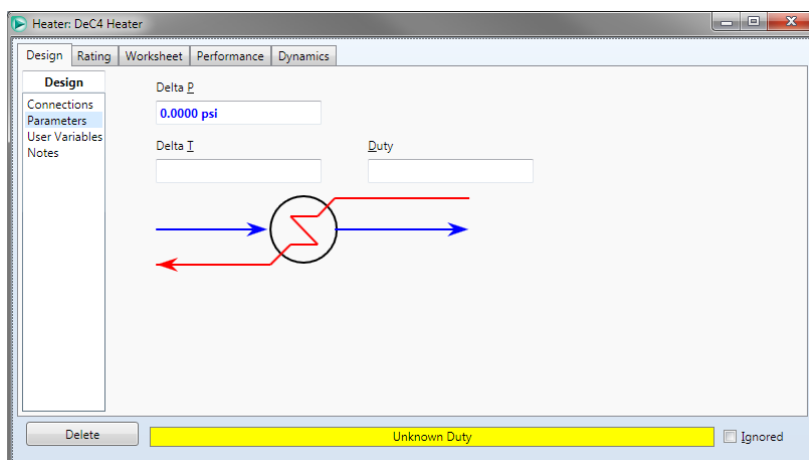 Heater: DeC4 Heater
Design Rating Worksheet Performance Dynamics
Design
Connections
Parameters
User Variables
Notes
Delta P
0.0000 psi
Delta T Duty
Delete Unknown Duty Ignored